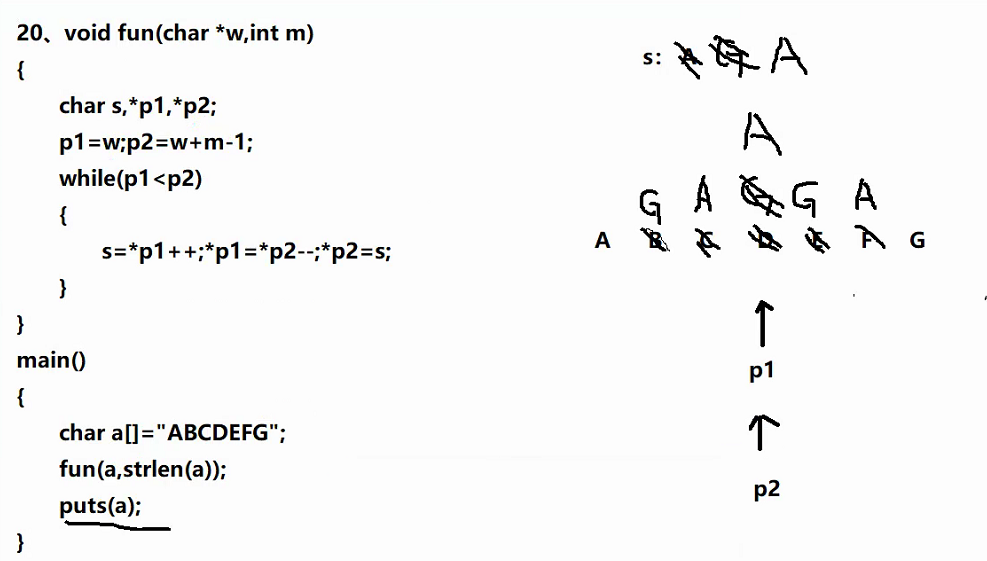 20、void fun(char *w,int m)
{
char s,*p1,*p2;
p1=w;p2=w+m-1;
while(p1<p2)
{
s=*p1++;*p1=*p2--;*p2=s;
}
}
main()
{
char a[]="ABCDEFG";
fun(a,strlen(a));
puts(a);
}
s: A G A
A
G A G G A
A B C D E F G
p1
p2